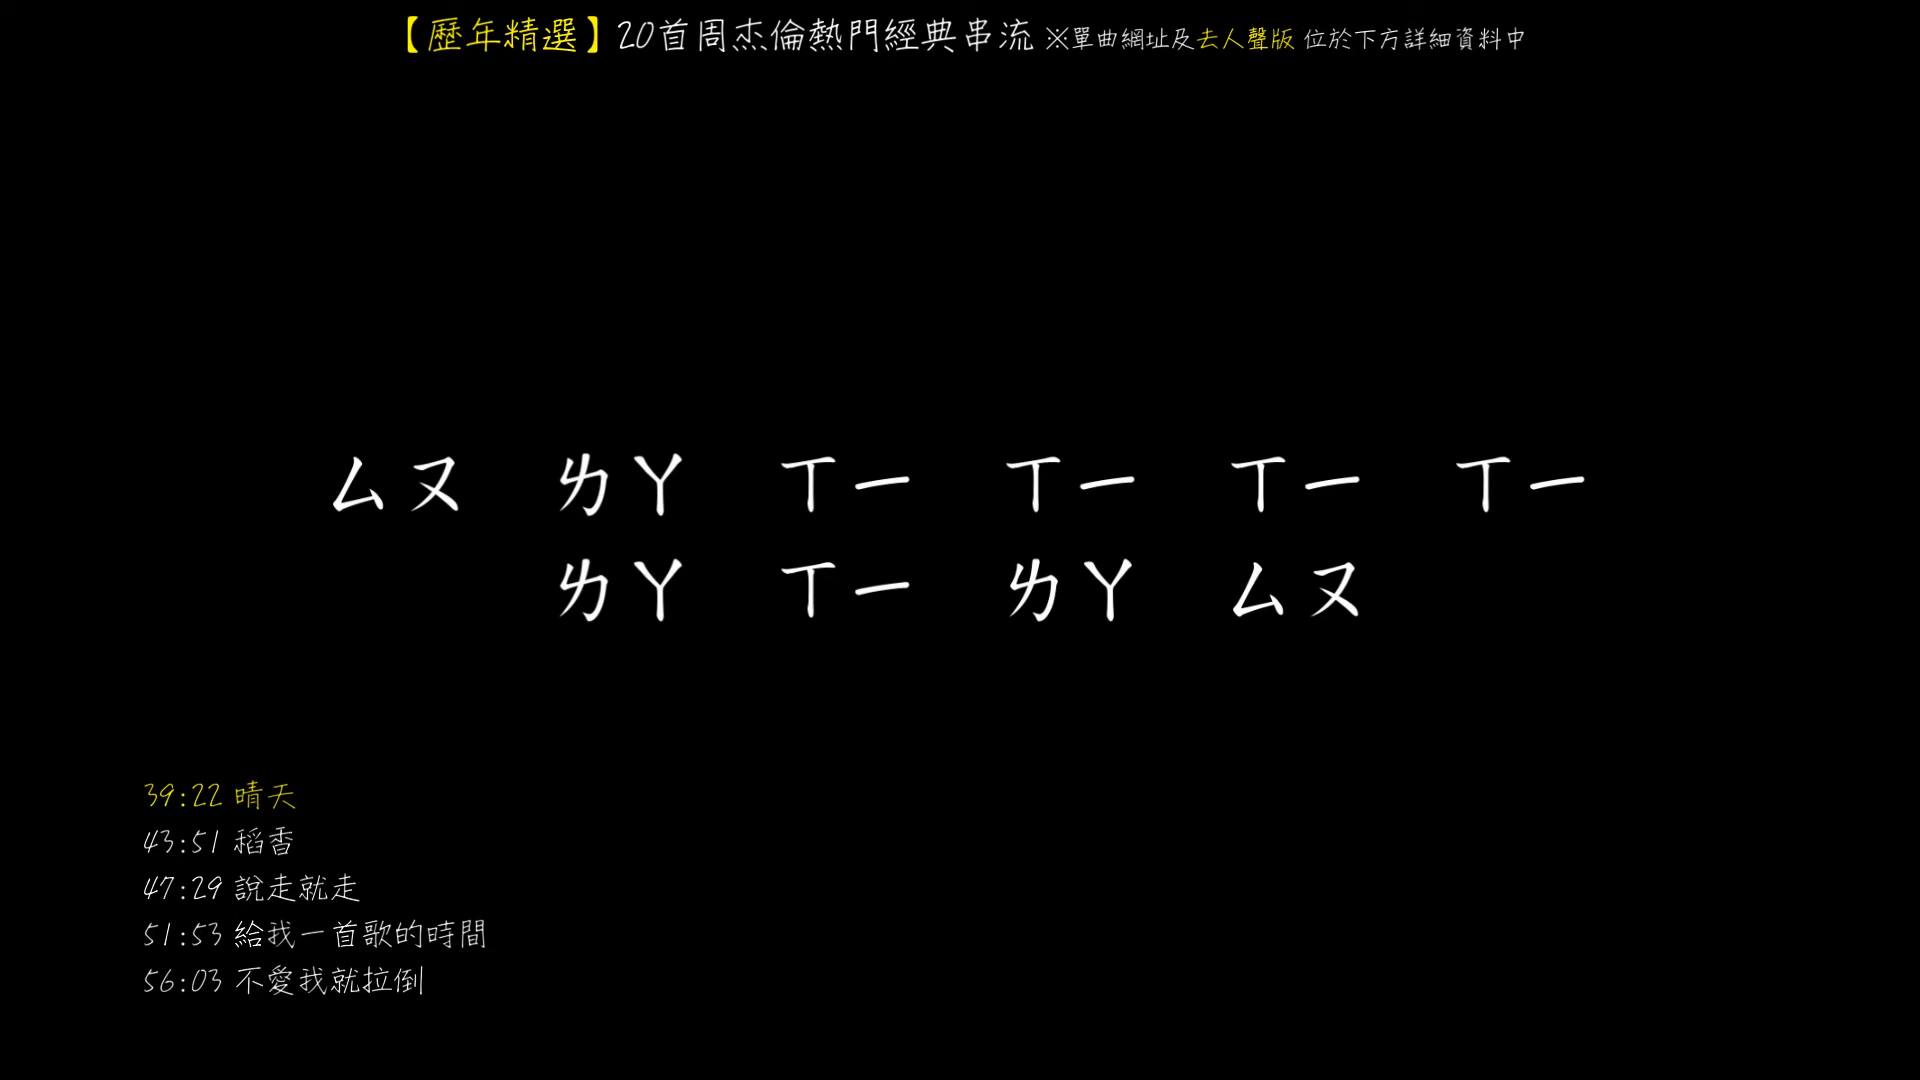 【歷年精選】20首周杰倫熱門經典串流 ※單曲網址及去人聲版 位於下方詳細資料中
ㄙㄡ ㄌㄚ ㄒㄧ ㄒㄧ ㄒㄧ ㄒㄧ
ㄌㄚ ㄒㄧ ㄌㄚ ㄙㄡ
39:22 晴天
43:51 稻香
47:29 說走就走
51:53 給我一首歌的時間
56:03 不愛我就拉倒